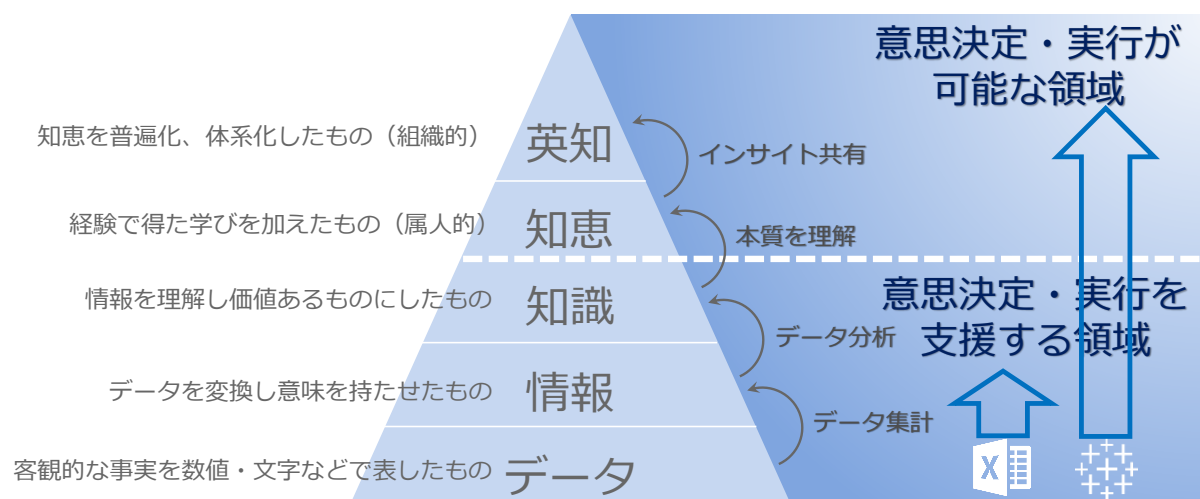 意思決定・実行が
可能な領域
知恵を普遍化、体系化したもの（組織的）
英知
インサイト共有
経験で得た学びを加えたもの（属人的）
知恵
本質を理解
情報を理解し価値あるものにしたもの
知識
意思決定・実行を
支援する領域
データ分析
データを変換し意味を持たせたもの
情報
データ集計
客観的な事実を数値・文字などで表したもの
データ
X